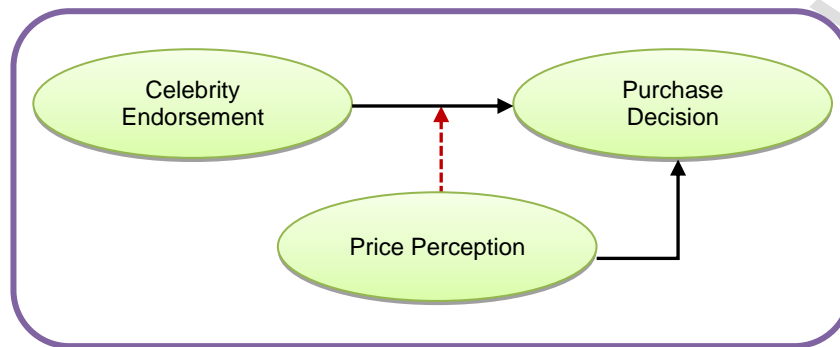 Celebrity
Endorsement
Purchase
Decision
Price Perception